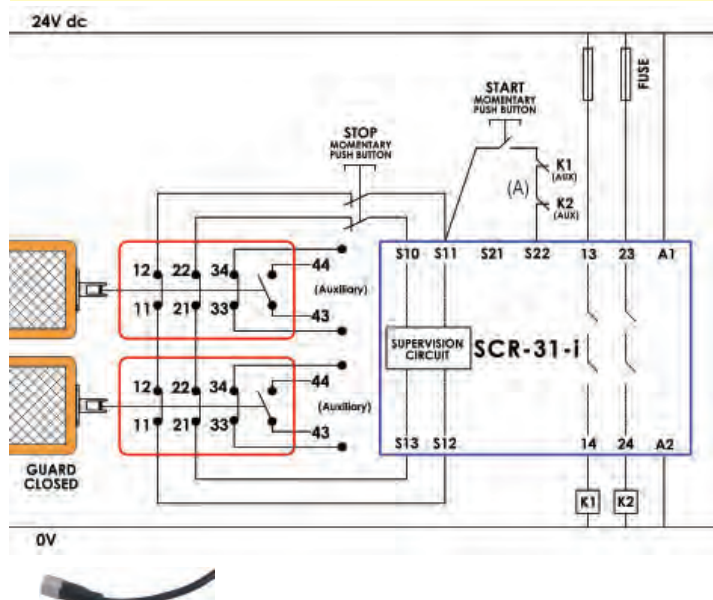 24V dc
START
MOMENTARY
PUSH BUTTON
FUSE
STOP
MOMENTARY
PUSH BUTTON
K1
(AUX)
(A)
K2
(AUX)
S10 S11 S21 S22 13 23 A1
12 22 34 44
(Auxiliary)
11 21 33 43
SUPERVISION
CIRCUIT
SCR-31-i
12 22 34 44
(Auxiliary)
11 21 33 43
S13 S12 14 24 A2
GUARD
CLOSED
K1 K2
0V